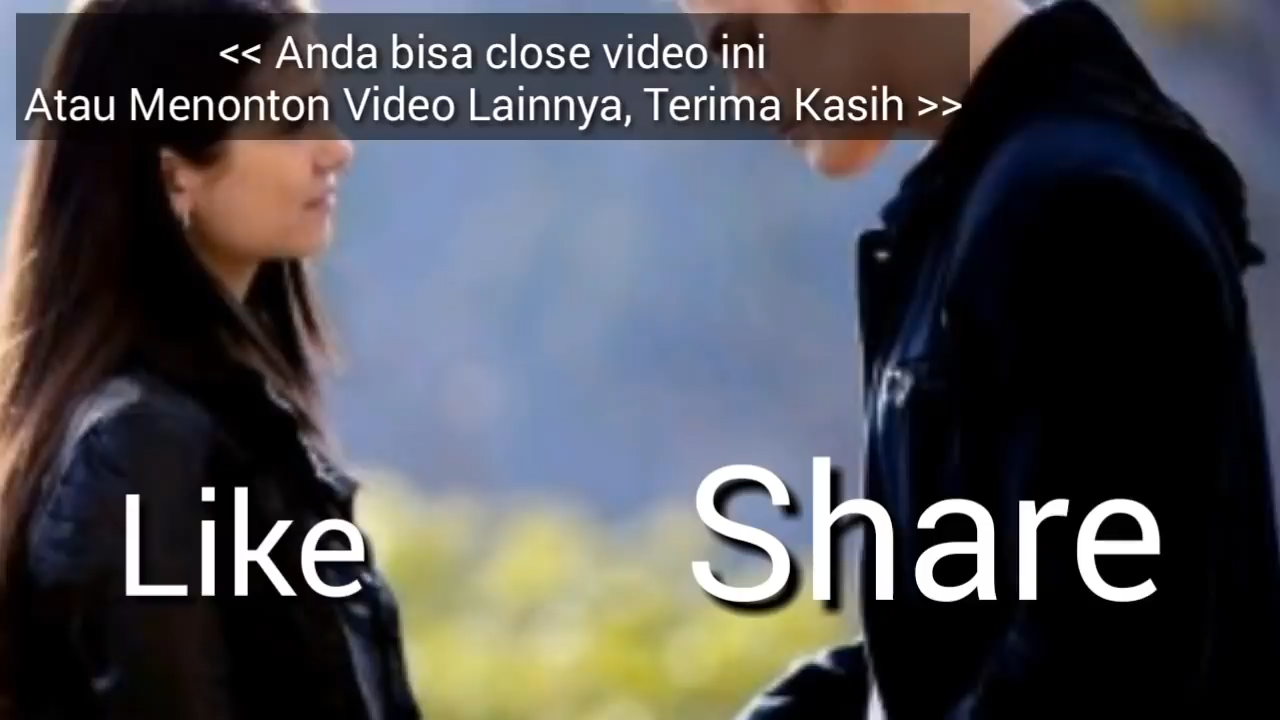 << Anda bisa close video ini
Atau Menonton Video Lainnya, Terima Kasih >>
Like
Share